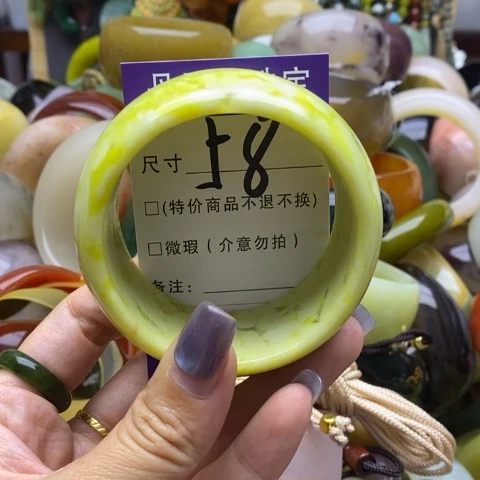 尺寸 58
□(特价商品不退不换)
□微瑕(介意勿拍)
备注: